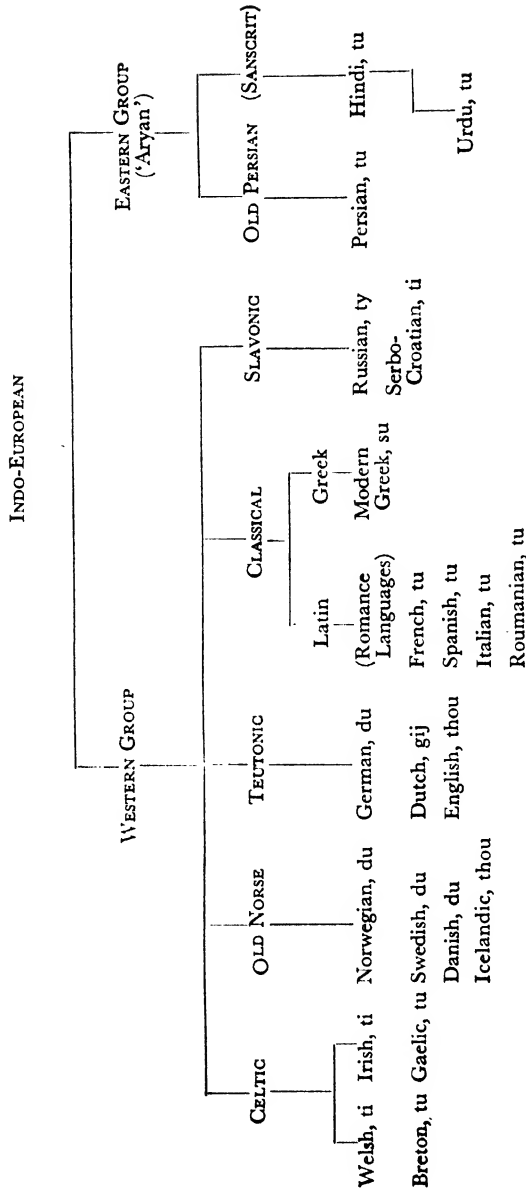 INDO-EUROPEAN
WESTERN GROUP
EASTERN GROUP
('Aryan')
CELTIC
OLD NORSE
TEUTONIC
CLASSICAL
SLAVONIC
OLD PERSIAN
(SANSCRIT)
Latin
Greek
Welsh, ti
Irish, ti
Breton, tu
Gaelic, tu
Norwegian, du
Swedish, du
Danish, du
Icelandic, thou
German, du
Dutch, gij
English, thou
(Romance
Languages)
French, tu
Spanish, tu
Italian, tu
Roumanian, tu
Modern
Greek, su
Russian, ty
Serbo-
Croatian, ti
Persian, tu
Hindi, tu
Urdu, tu